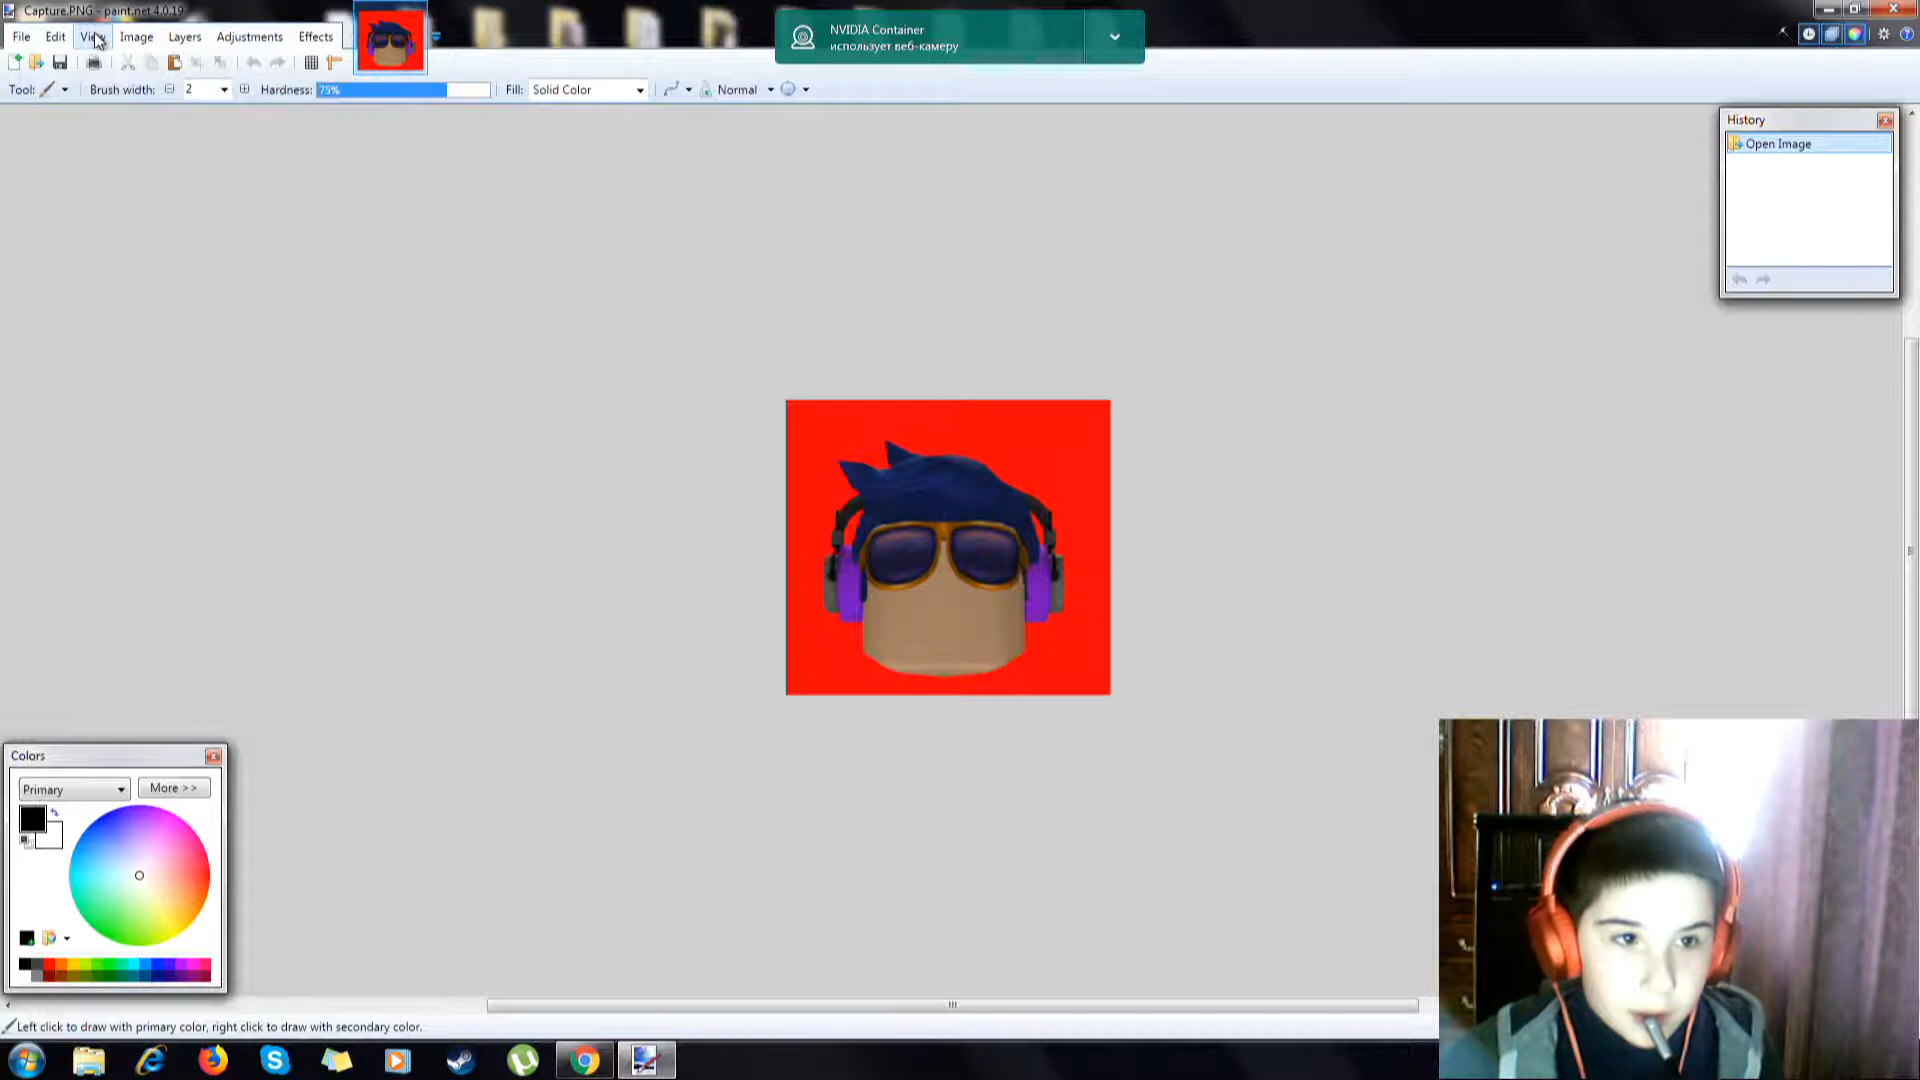 Capture.PNG - paint.net 4.0.19
File Edit View Image Layers Adjustments Effects
NVIDIA Container
использует веб-камеру
Tool: Brush width: 2 Hardness: 75% Fill: Solid Color Normal
History
Open Image
Colors
Primary More >>
Left click to draw with primary color, right click to draw with secondary color.